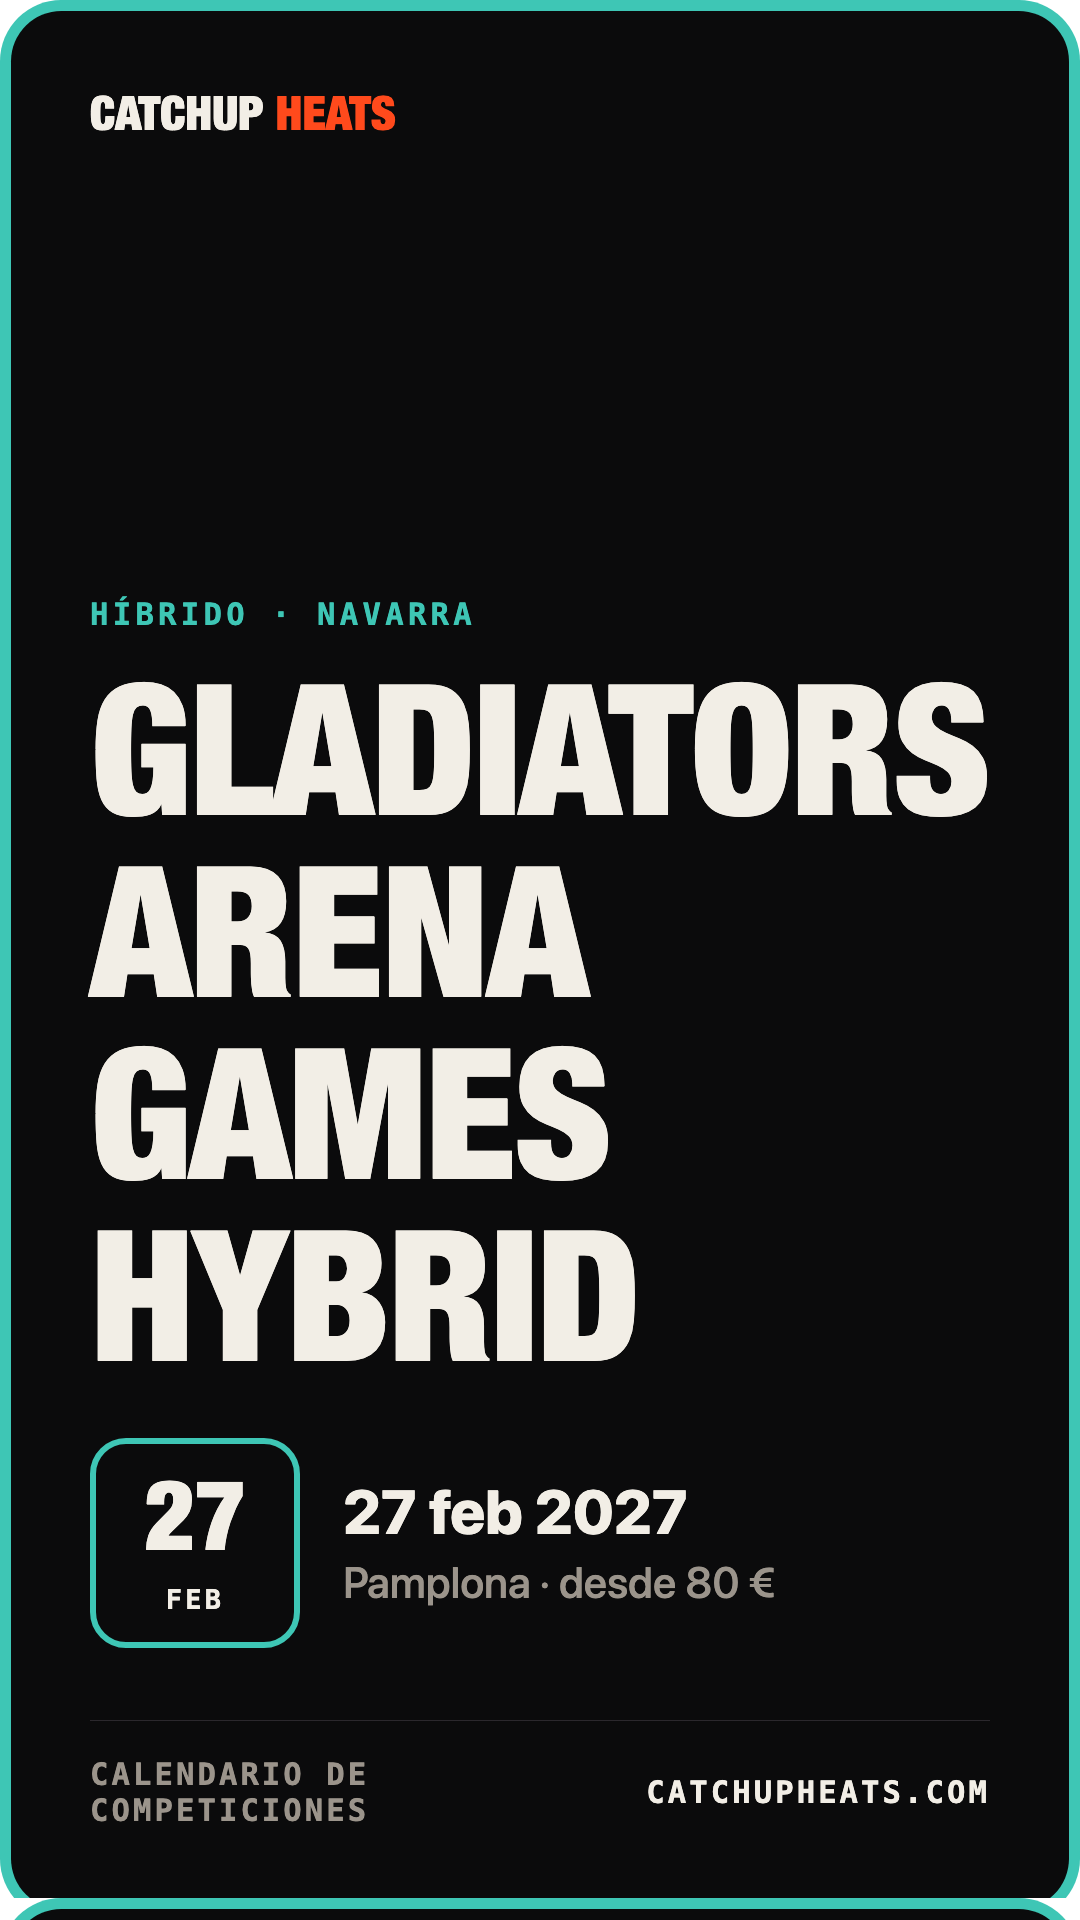 CATCHUP HEATS
HÍBRIDO · NAVARRA
GLADIATORS
ARENA
GAMES
HYBRID
27
FEB
27 feb 2027
Pamplona · desde 80 €
CALENDARIO DE
COMPETICIONES
CATCHUPHEATS.COM